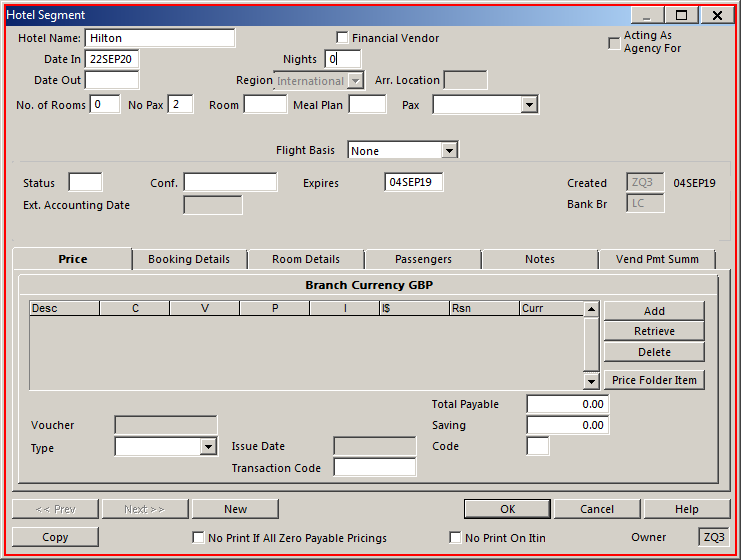 Hotel Segment
Hotel Name: Hilton Financial Vendor Acting As Agency For
Date In 22SEP20 Nights 0
Date Out Region International Arr. Location
No. of Rooms 0 No Pax 2 Room Meal Plan Pax
Flight Basis None
Status Conf. Expires 04SEP19 Created ZQ3 04SEP19
Ext. Accounting Date Bank Br LC
Price Booking Details Room Details Passengers Notes Vend Pmt Summ
Branch Currency GBP
Desc C V P I I$ Rsn Curr
Add
Retrieve
Delete
Price Folder Item
Total Payable 0.00
Voucher Saving 0.00
Type Issue Date Code
Transaction Code
<< Prev Next >> New OK Cancel Help
Copy No Print If All Zero Payable Pricings No Print On Itin Owner ZQ3